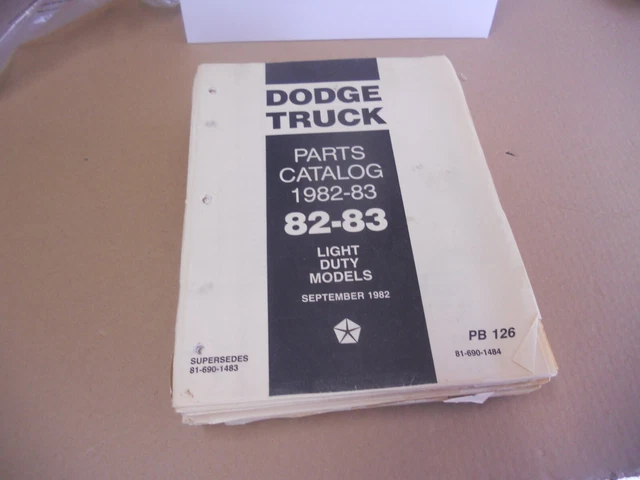 DODGE
TRUCK
PARTS
CATALOG
1982-83
82-83
LIGHT
DUTY
MODELS
SEPTEMBER 1982
PB 126
SUPERSEDES
81-690-1483
81-690-1484